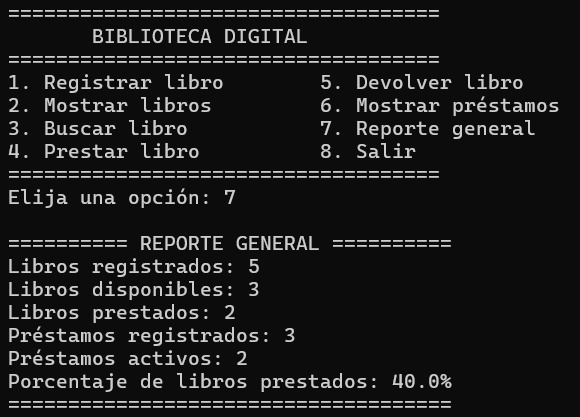 ====================================
       BIBLIOTECA DIGITAL
====================================
1. Registrar libro        5. Devolver libro
2. Mostrar libros         6. Mostrar préstamos
3. Buscar libro           7. Reporte general
4. Prestar libro          8. Salir
====================================
Elija una opción: 7

========== REPORTE GENERAL ==========
Libros registrados: 5
Libros disponibles: 3
Libros prestados: 2
Préstamos registrados: 3
Préstamos activos: 2
Porcentaje de libros prestados: 40.0%
=====================================